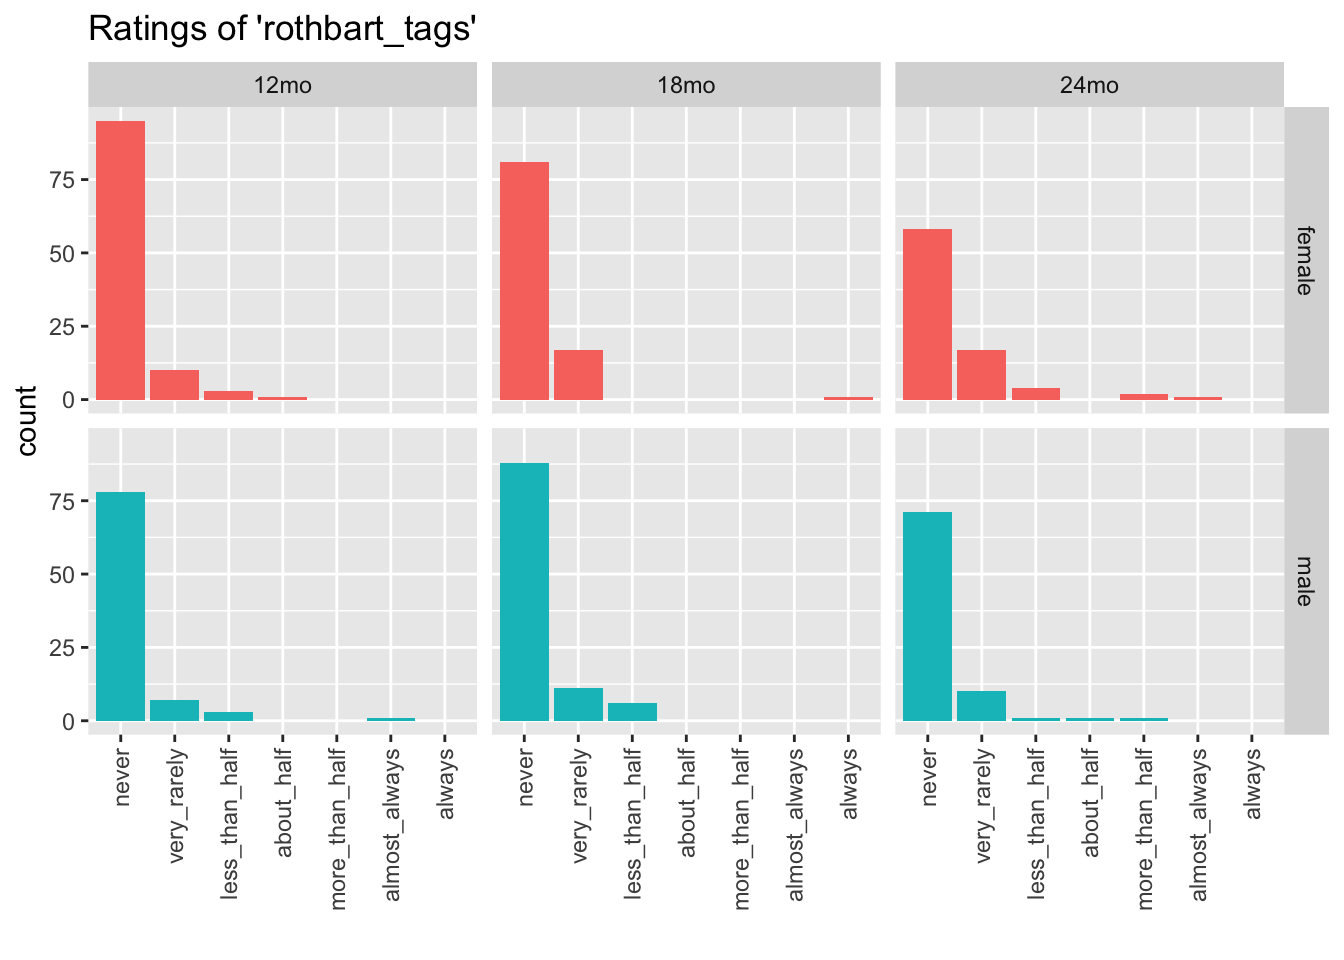 Ratings of 'rothbart_tags'
12mo 18mo 24mo
75
50
25
0
female
count
75
50
25
0
male
never very_rarely less_than_half about_half more_than_half almost_always always
never very_rarely less_than_half about_half more_than_half almost_always always
never very_rarely less_than_half about_half more_than_half almost_always always